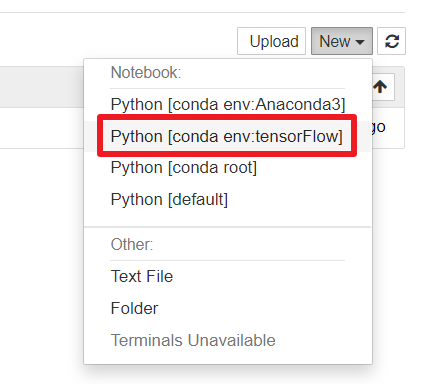 Upload New
Notebook:
Python [conda env:Anaconda3]
Python [conda env:tensorFlow]
go
Python [conda root]
Python [default]
Other:
Text File
Folder
Terminals Unavailable